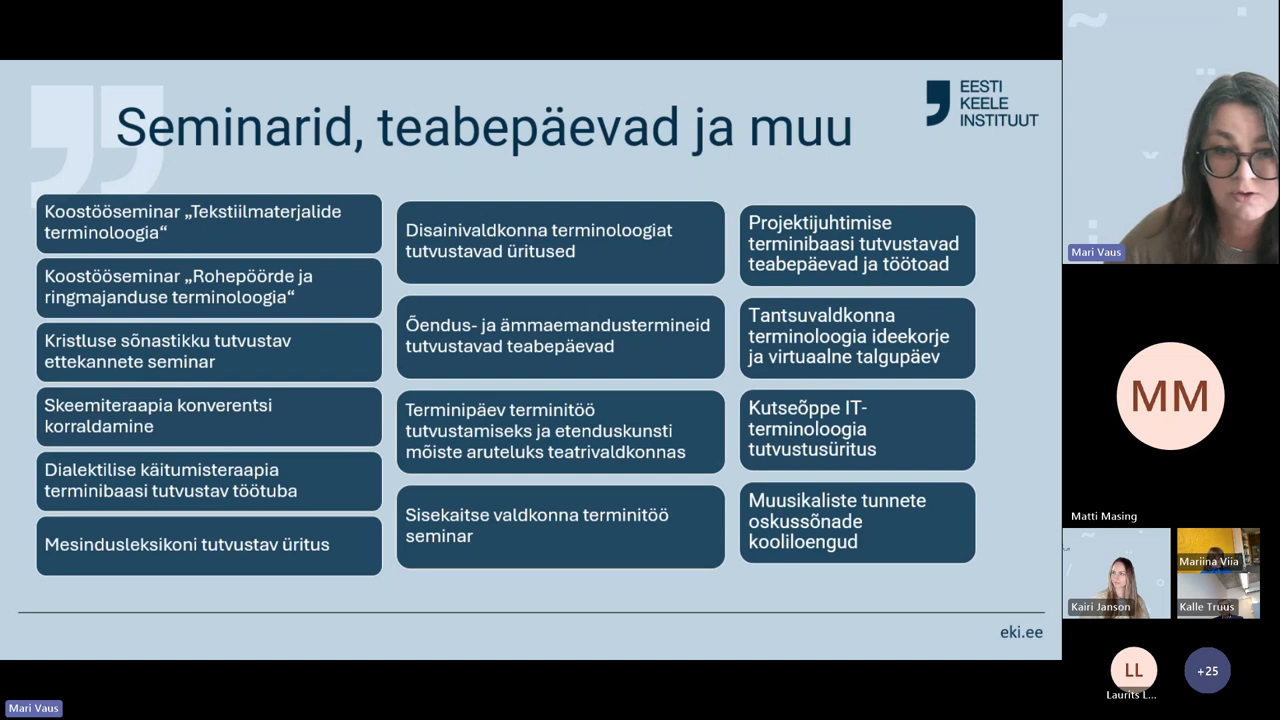 Seminarid, teabepäevad ja muu
EESTI
KEELE
INSTITUUT
Koostööseminar „Tekstiilmaterjalide
terminoloogia“
Koostööseminar „Rohepöörde ja
ringmajanduse terminoloogia“
Kristluse sõnastikku tutvustav
ettekannete seminar
Skeemiteraapia konverentsi
korraldamine
Dialektilise käitumisteraapia
terminibaasi tutvustav töötuba
Mesindusleksikoni tutvustav üritus
Disainivaldkonna terminoloogiat
tutvustavad üritused
Õendus- ja ämmaemandustermineid
tutvustavad teabepäevad
Terminipäev terminitöö
tutvustamiseks ja etenduskunsti
mõiste aruteluks teatrivaldkonnas
Sisekaitse valdkonna terminitöö
seminar
Projektijuhtimise
terminibaasi tutvustavad
teabepäevad ja töötoad
Tantsuvaldkonna
terminoloogia ideekorje
ja virtuaalne talgupäev
Kutseõppe IT-
terminoloogia
tutvustusüritus
Muusikaliste tunnete
oskussõnade
kooliloengud
eki.ee
Mari Vaus
Mari Vaus
MM
Matti Masing
Kairi Janson
Mariina Viia
Kalle Truus
LL
Laurits L...
+25